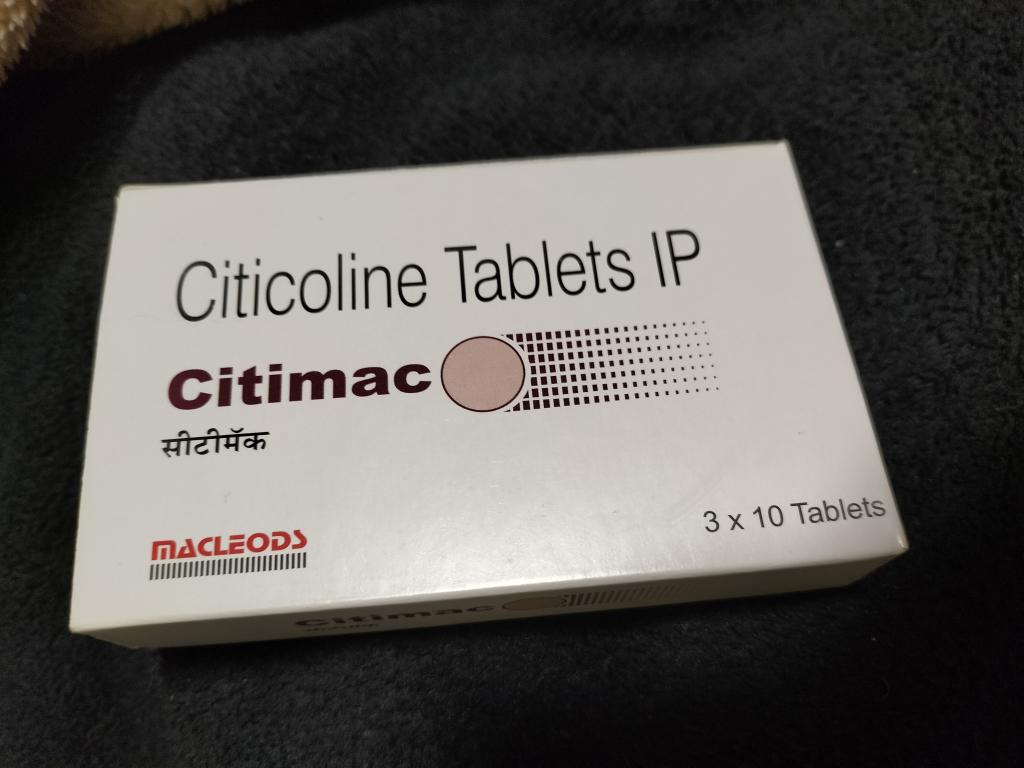 Citicoline Tablets IP
Citimac
सीटीमॅक
3 x 10 Tablets
MACLEODS
Citimac